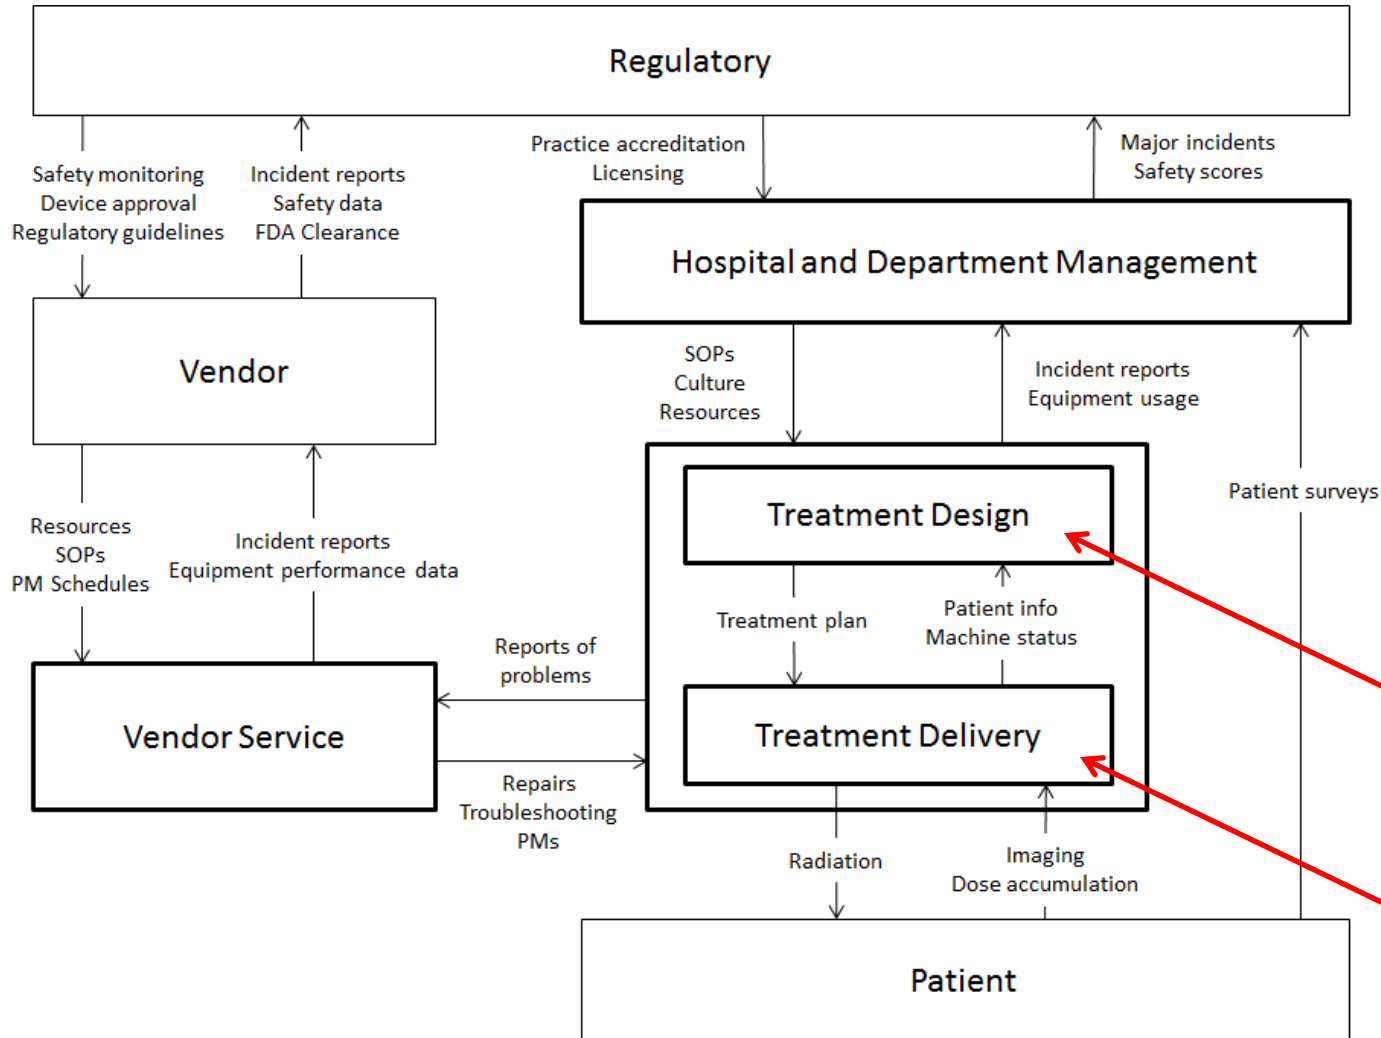 Regulatory
Safety monitoring
Device approval
Regulatory guidelines
Incident reports
Safety data
FDA Clearance
Practice accreditation
Licensing
Major incidents
Safety scores
Hospital and Department Management
Vendor
SOPs
Culture
Resources
Incident reports
Equipment usage
Patient surveys
Resources
SOPs
PM Schedules
Incident reports
Equipment performance data
Treatment Design
Treatment plan
Patient info
Machine status
Reports of
problems
Vendor Service
Treatment Delivery
Repairs
Troubleshooting
PMs
Radiation
Imaging
Dose accumulation
Patient